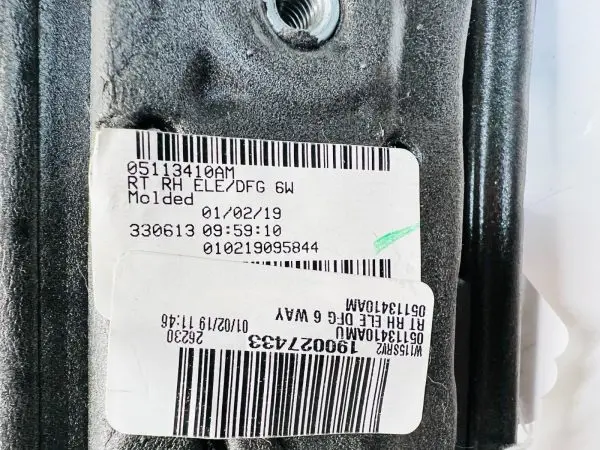 05113410AM
RT RH ELE/DFG 6W
Molded
01/02/19
330613 09:59:10
010219095844
W115SRV2
05113410AMU
RT RH ELE DFG 6 WAY
05113410AM
190027433
26230
01/02/19 11:46